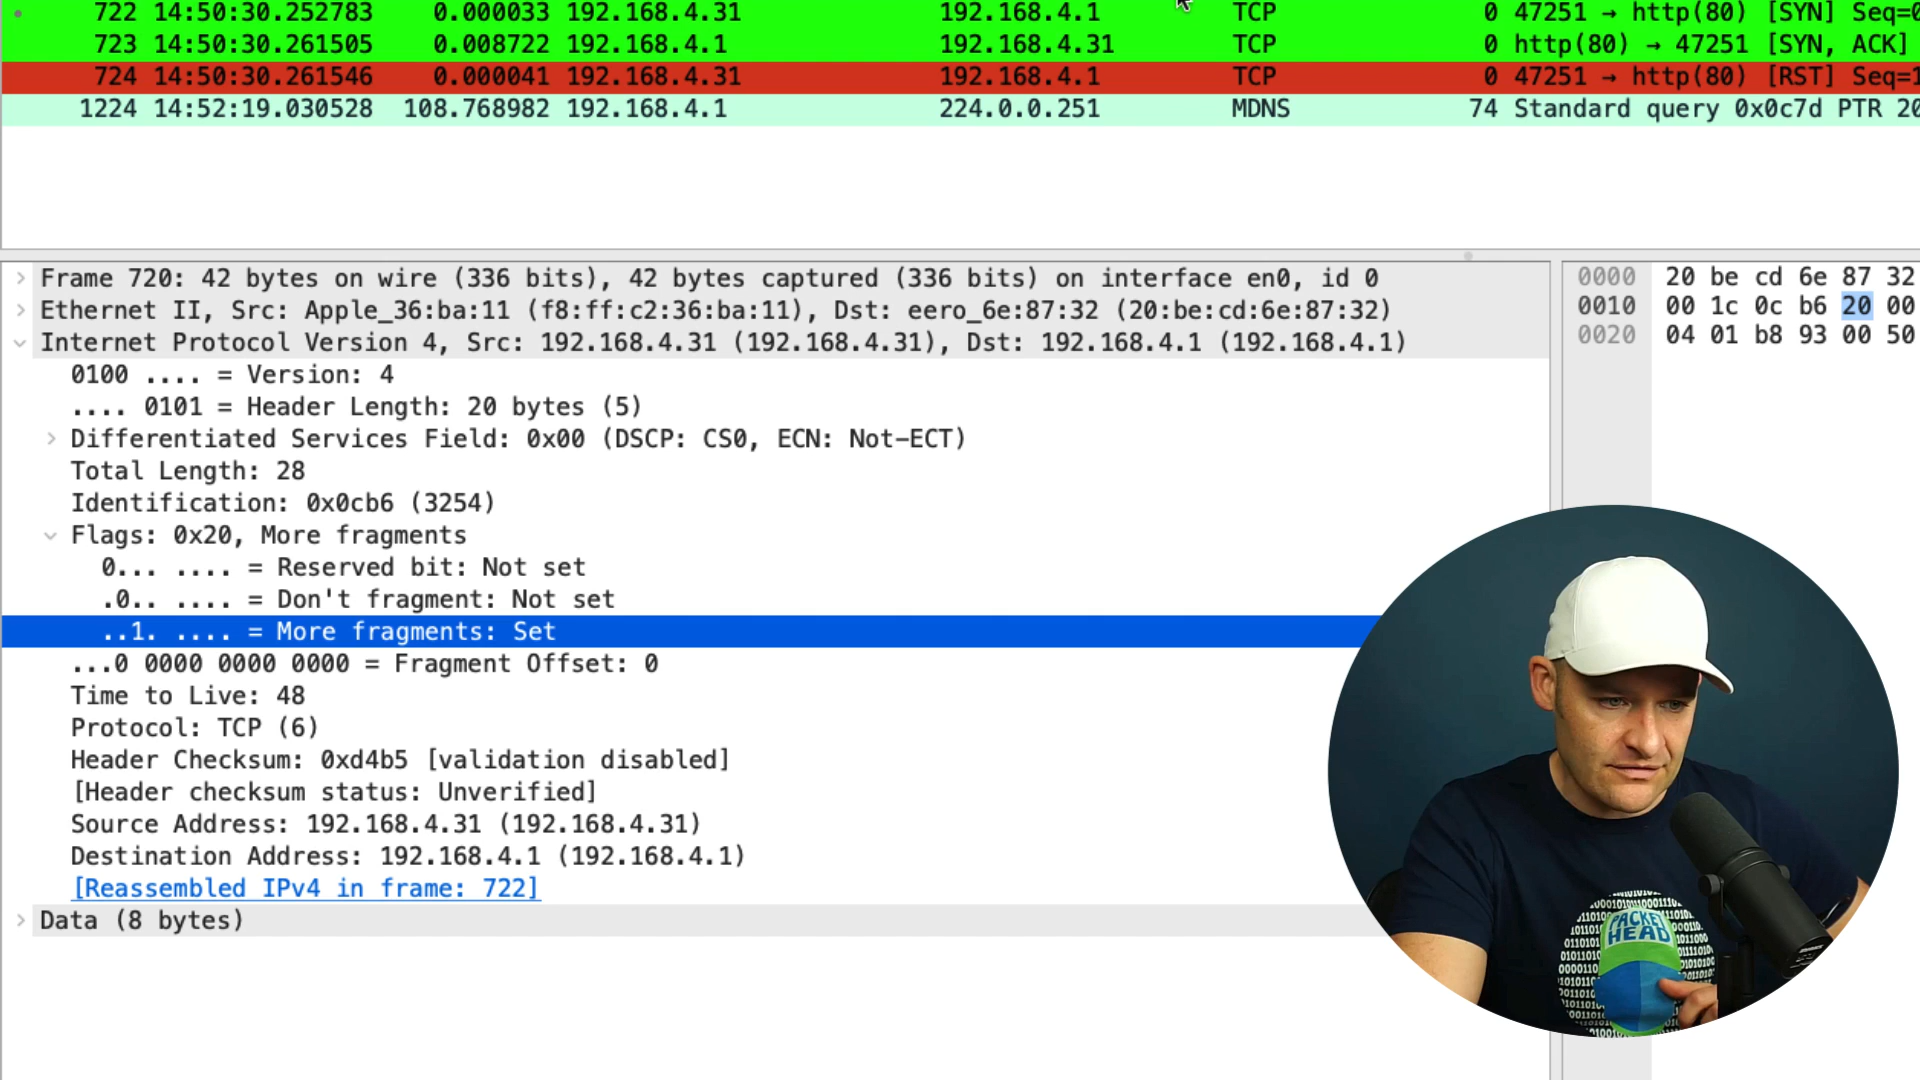 722 14:50:30.252783 0.000033 192.168.4.31 192.168.4.1 TCP 0 47251 → http(80) [SYN] Seq=0
723 14:50:30.261505 0.008722 192.168.4.1 192.168.4.31 TCP 0 http(80) → 47251 [SYN, ACK]
724 14:50:30.261546 0.000041 192.168.4.31 192.168.4.1 TCP 0 47251 → http(80) [RST] Seq=1
1224 14:52:19.030528 108.768982 192.168.4.1 224.0.0.251 MDNS 74 Standard query 0x0c7d PTR 20
Frame 720: 42 bytes on wire (336 bits), 42 bytes captured (336 bits) on interface en0, id 0
Ethernet II, Src: Apple_36:ba:11 (f8:ff:c2:36:ba:11), Dst: eero_6e:87:32 (20:be:cd:6e:87:32)
Internet Protocol Version 4, Src: 192.168.4.31 (192.168.4.31), Dst: 192.168.4.1 (192.168.4.1)
0100 .... = Version: 4
.... 0101 = Header Length: 20 bytes (5)
Differentiated Services Field: 0x00 (DSCP: CS0, ECN: Not-ECT)
Total Length: 28
Identification: 0x0cb6 (3254)
Flags: 0x20, More fragments
0... .... = Reserved bit: Not set
.0.. .... = Don't fragment: Not set
..1. .... = More fragments: Set
...0 0000 0000 0000 = Fragment Offset: 0
Time to Live: 48
Protocol: TCP (6)
Header Checksum: 0xd4b5 [validation disabled]
[Header checksum status: Unverified]
Source Address: 192.168.4.31 (192.168.4.31)
Destination Address: 192.168.4.1 (192.168.4.1)
[Reassembled IPv4 in frame: 722]
Data (8 bytes)
0000 20 be cd 6e 87 32
0010 00 1c 0c b6 20 00
0020 04 01 b8 93 00 50
PACKET
HEAD